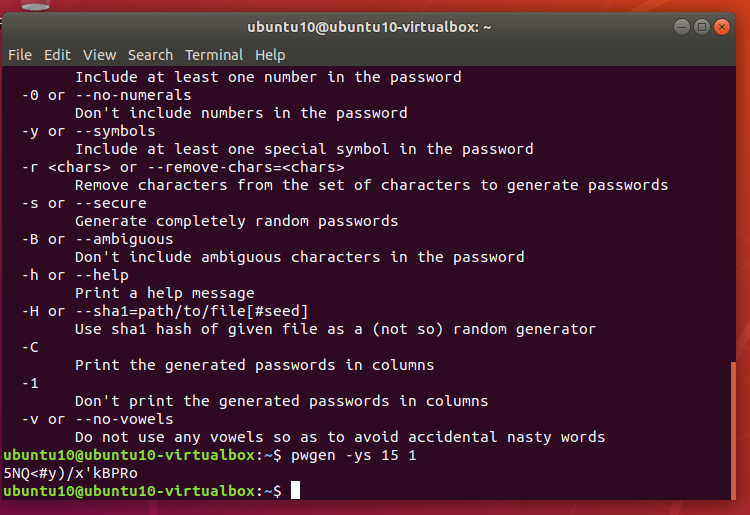 ubuntu10@ubuntu10-virtualbox: ~
File Edit View Search Terminal Help
Include at least one number in the password
-0 or --no-numerals
Don't include numbers in the password
-y or --symbols
Include at least one special symbol in the password
-r <chars> or --remove-chars=<chars>
Remove characters from the set of characters to generate passwords
-s or --secure
Generate completely random passwords
-B or --ambiguous
Don't include ambiguous characters in the password
-h or --help
Print a help message
-H or --sha1=path/to/file[#seed]
Use sha1 hash of given file as a (not so) random generator
-C
Print the generated passwords in columns
-1
Don't print the generated passwords in columns
-v or --no-vowels
Do not use any vowels so as to avoid accidental nasty words
ubuntu10@ubuntu10-virtualbox:~$ pwgen -ys 15 1
5NQ<#y)/x'kBPRo
ubuntu10@ubuntu10-virtualbox:~$